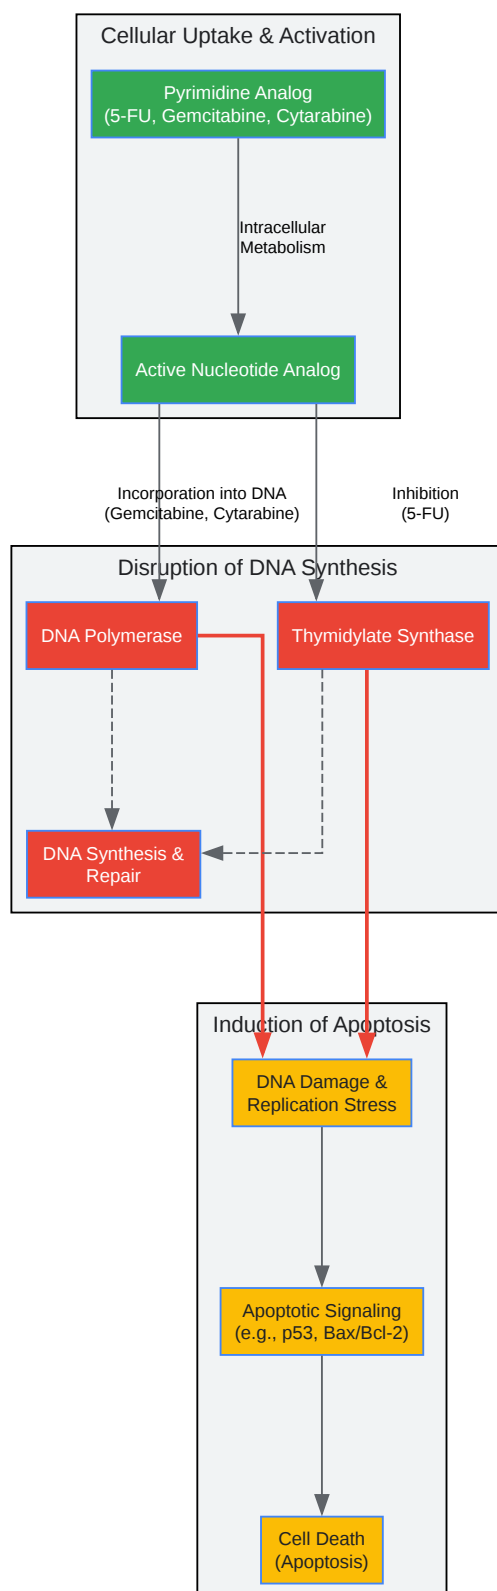 Cellular Uptake & Activation
Pyrimidine Analog
(5-FU, Gemcitabine, Cytarabine)
Intracellular
Metabolism
Active Nucleotide Analog
Incorporation into DNA
(Gemcitabine, Cytarabine)
Inhibition
(5-FU)
Disruption of DNA Synthesis
DNA Polymerase
Thymidylate Synthase
DNA Synthesis &
Repair
Induction of Apoptosis
DNA Damage &
Replication Stress
Apoptotic Signaling
(e.g., p53, Bax/Bcl-2)
Cell Death
(Apoptosis)